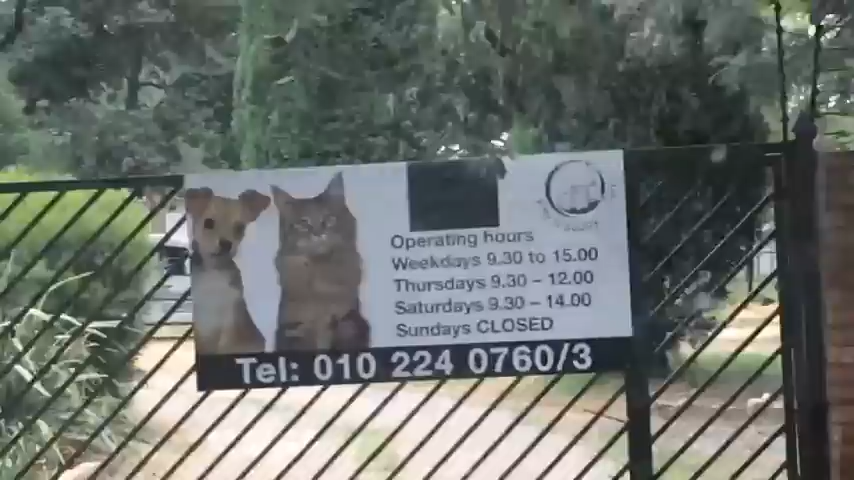 Operating hours
Weekdays 9.30 to 15.00
Thursdays 9.30 – 12.00
Saturdays 9.30 – 14.00
Sundays CLOSED
Tel: 010 224 0760/3